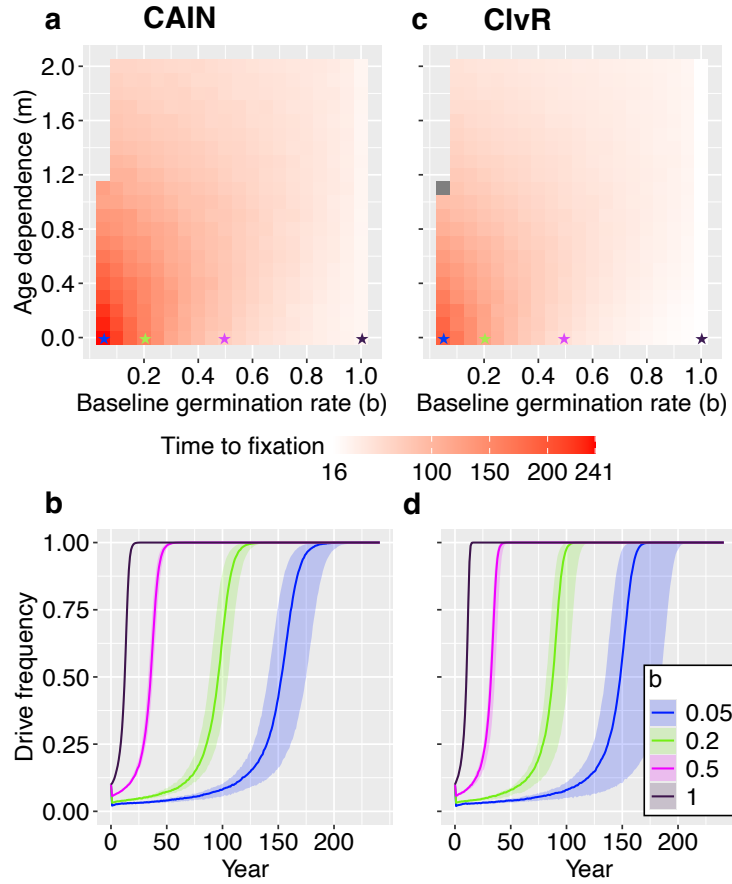 a CAIN c ClvR
Age dependence (m)
2.0
1.6
1.2
0.8
0.4
0.0
0.2 0.4 0.6 0.8 1.0 0.2 0.4 0.6 0.8 1.0
Baseline germination rate (b) Baseline germination rate (b)
Time to fixation
16 100 150 200 241
b d
Drive frequency
1.00
0.75
0.50
0.25
0.00
b
0.05
0.2
0.5
1
0 50 100 150 200 0 50 100 150 200
Year Year